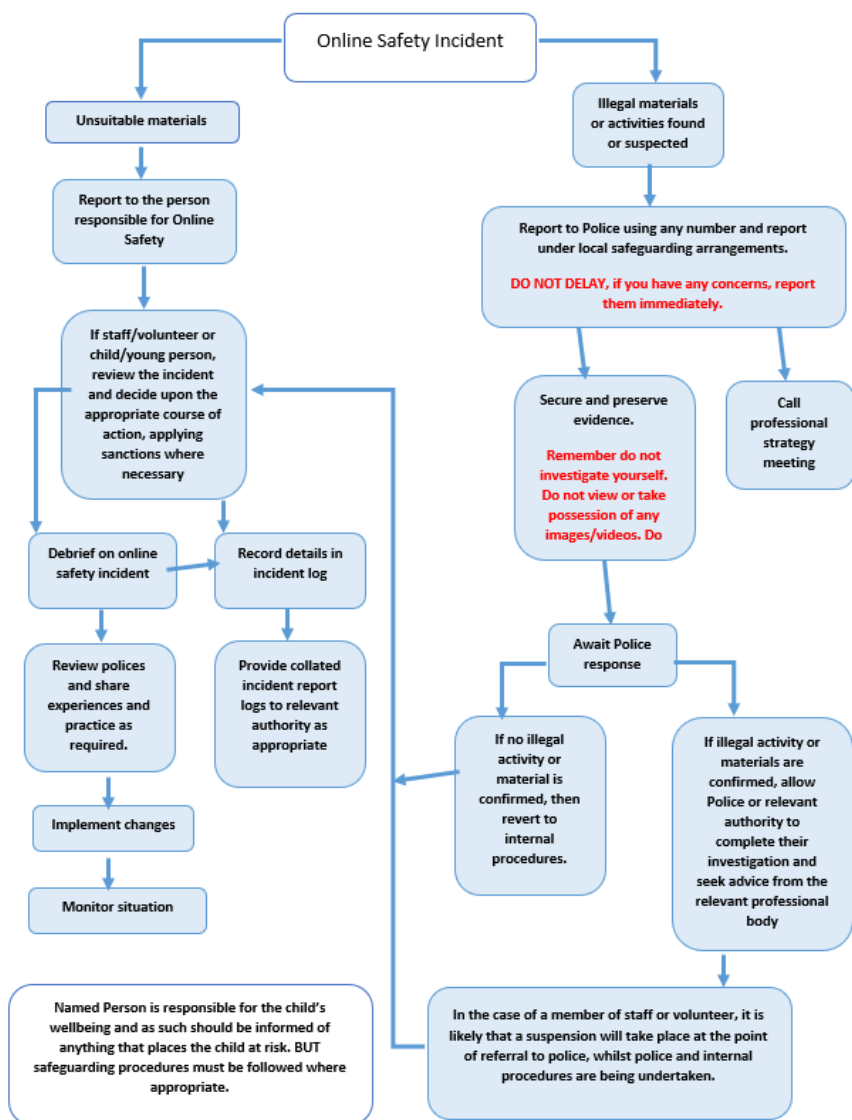 Online Safety Incident
Unsuitable materials
Report to the person
responsible for Online
Safety
If staff/volunteer or
child/young person,
review the incident
and decide upon the
appropriate course of
action, applying
sanctions where
necessary
Debrief on online
safety incident
Record details in
incident log
Review polices
and share
experiences and
practice as
required.
Provide collated
incident report
logs to relevant
authority as
appropriate
Implement changes
Monitor situation
Illegal materials
or activities found
or suspected
Report to Police using any number and report
under local safeguarding arrangements.
DO NOT DELAY, if you have any concerns, report
them immediately.
Secure and preserve
evidence.
Remember do not
investigate yourself.
Do not view or take
possession of any
images/videos. Do
Call
professional
strategy
meeting
Await Police
response
If no illegal
activity or
material is
confirmed, then
revert to
internal
procedures.
If illegal activity or
materials are
confirmed, allow
Police or relevant
authority to
complete their
investigation and
seek advice from the
relevant professional
body
In the case of a member of staff or volunteer, it is
likely that a suspension will take place at the point
of referral to police, whilst police and internal
procedures are being undertaken.
Named Person is responsible for the child's
wellbeing and as such should be informed of
anything that places the child at risk. BUT
safeguarding procedures must be followed where
appropriate.